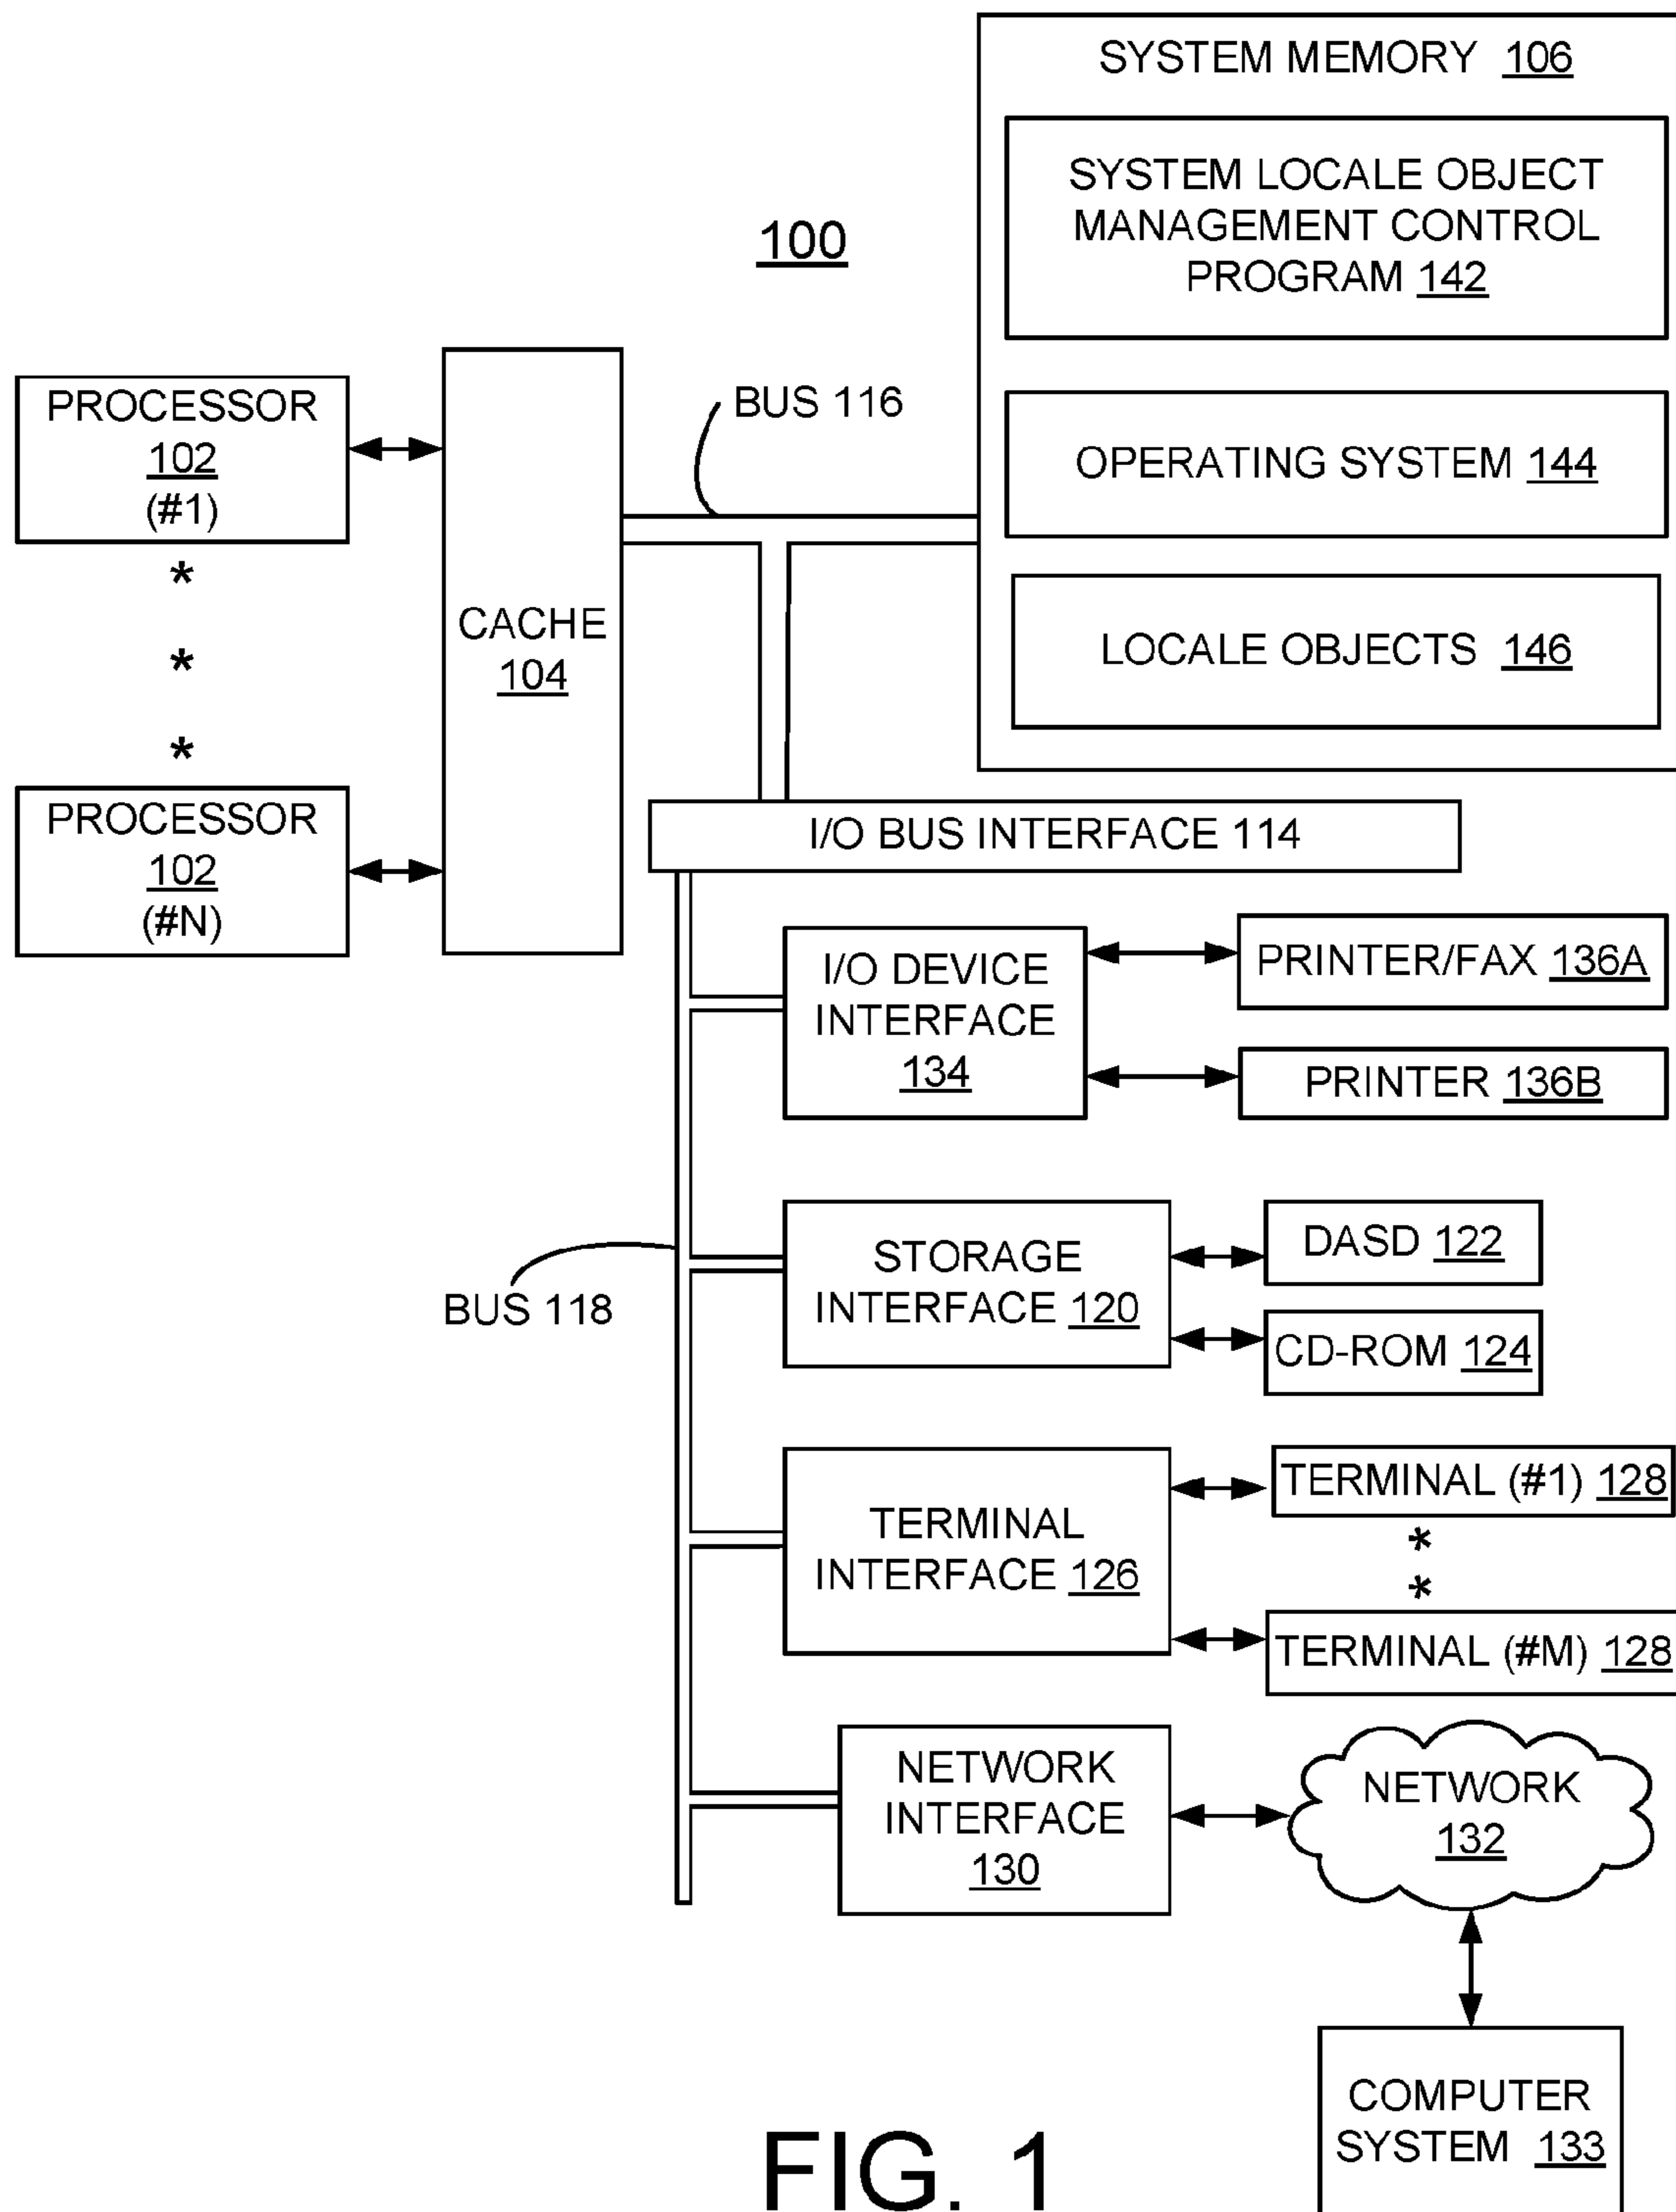 SYSTEM MEMORY 106
SYSTEM LOCALE OBJECT
MANAGEMENT CONTROL
PROGRAM 142
OPERATING SYSTEM 144
LOCALE OBJECTS 146
100
BUS 116
PROCESSOR
102
(#1)
*
*
*
PROCESSOR
102
(#N)
CACHE
104
I/O BUS INTERFACE 114
I/O DEVICE
INTERFACE
134
PRINTER/FAX 136A
PRINTER 136B
BUS 118
STORAGE
INTERFACE 120
DASD 122
CD-ROM 124
TERMINAL
INTERFACE 126
TERMINAL (#1) 128
*
*
TERMINAL (#M) 128
NETWORK
INTERFACE
130
NETWORK
132
COMPUTER
SYSTEM 133
FIG. 1